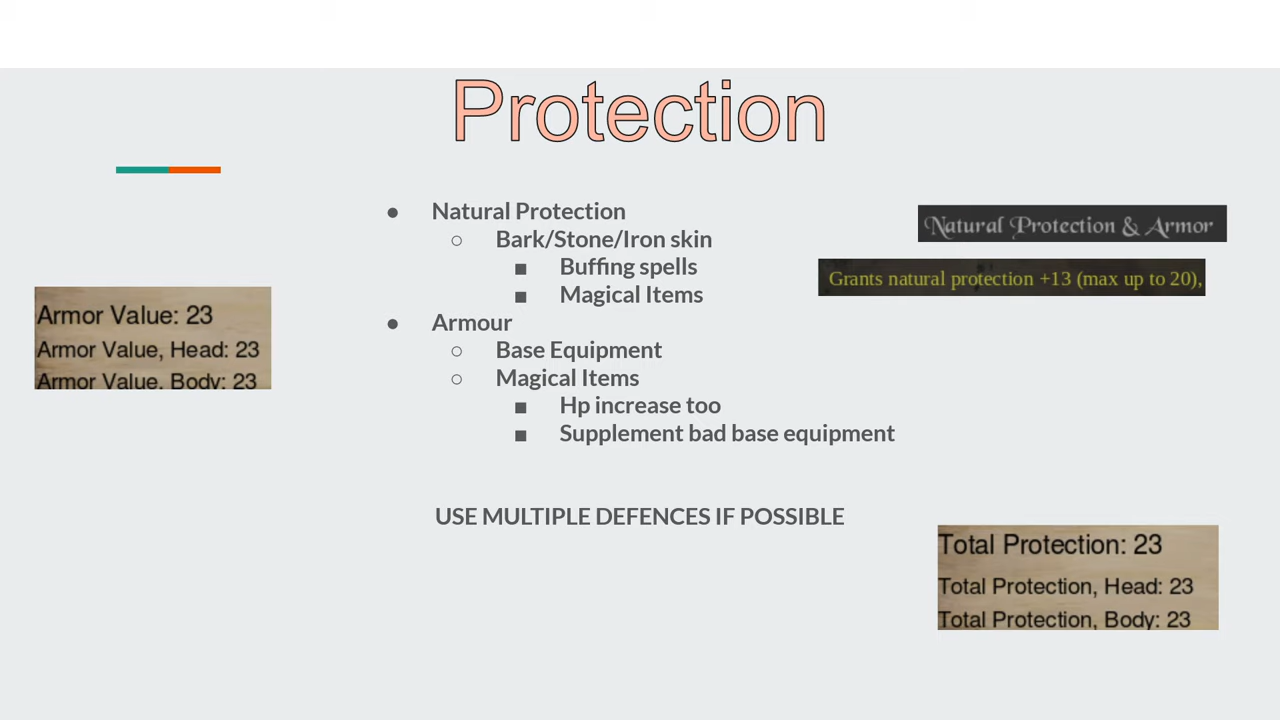 Protection
● Natural Protection
○ Bark/Stone/Iron skin
■ Buffing spells
■ Magical Items
● Armour
○ Base Equipment
○ Magical Items
■ Hp increase too
■ Supplement bad base equipment
USE MULTIPLE DEFENCES IF POSSIBLE
Armor Value: 23
Armor Value, Head: 23
Armor Value, Body: 23
Natural Protection & Armor
Grants natural protection +13 (max up to 20),
Total Protection: 23
Total Protection, Head: 23
Total Protection, Body: 23